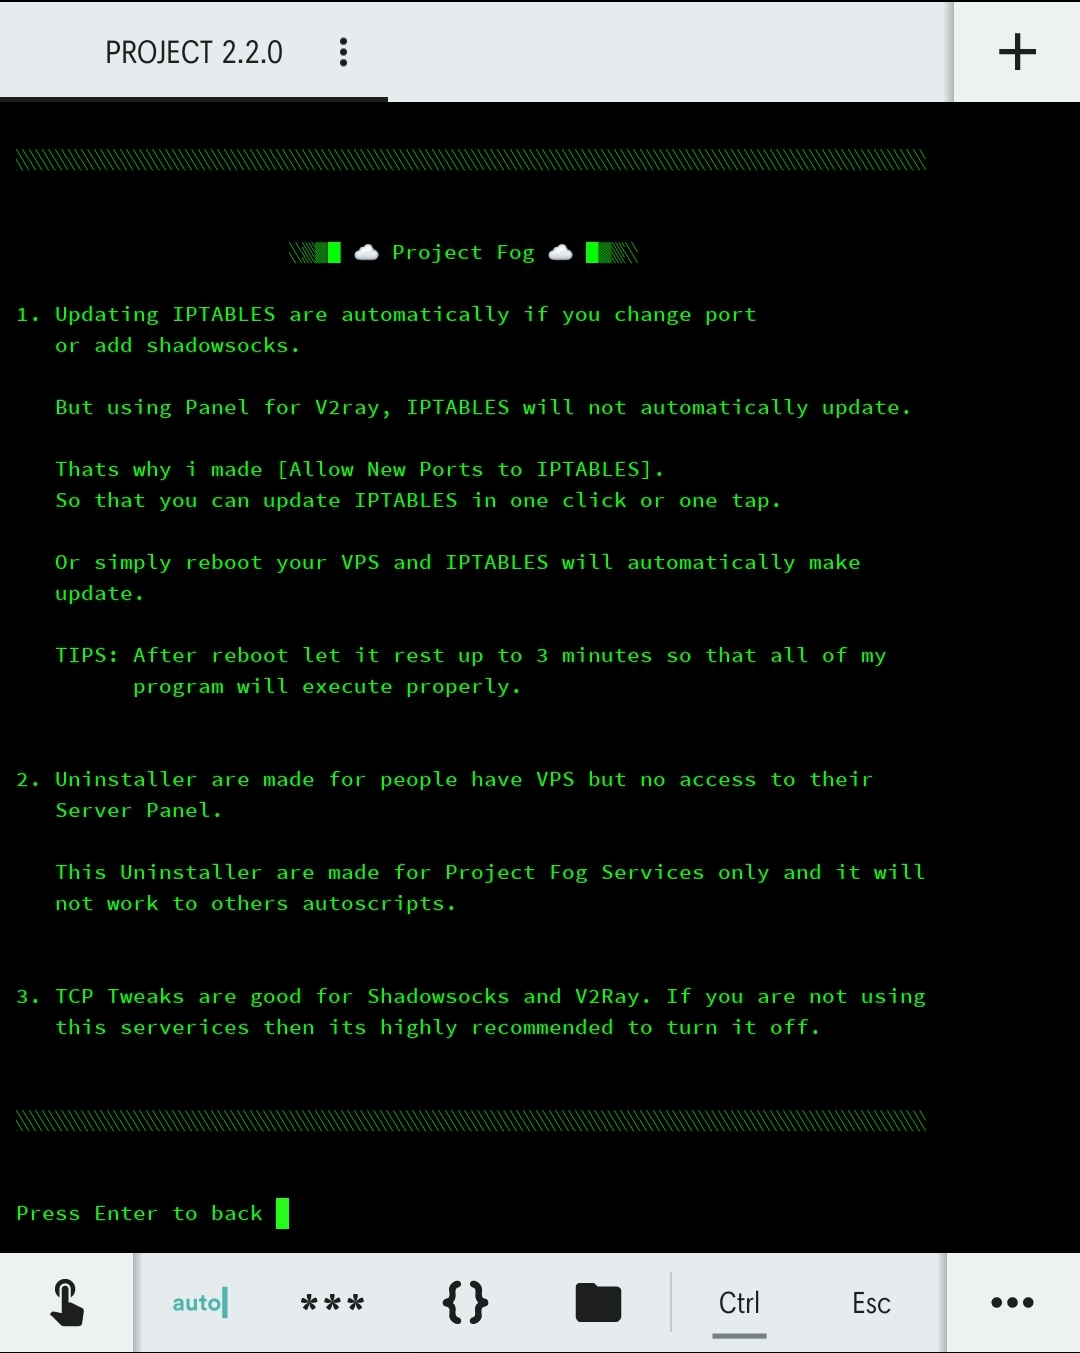 PROJECT 2.2.0
Project Fog
1. Updating IPTABLES are automatically if you change port
or add shadowsocks.
But using Panel for V2ray, IPTABLES will not automatically update.
Thats why i made [Allow New Ports to IPTABLES].
So that you can update IPTABLES in one click or one tap.
Or simply reboot your VPS and IPTABLES will automatically make
update.
TIPS: After reboot let it rest up to 3 minutes so that all of my
program will execute properly.
2. Uninstaller are made for people have VPS but no access to their
Server Panel.
This Uninstaller are made for Project Fog Services only and it will
not work to others autoscripts.
3. TCP Tweaks are good for Shadowsocks and V2Ray. If you are not using
this serverices then its highly recommended to turn it off.
Press Enter to back
auto *** {} Ctrl Esc